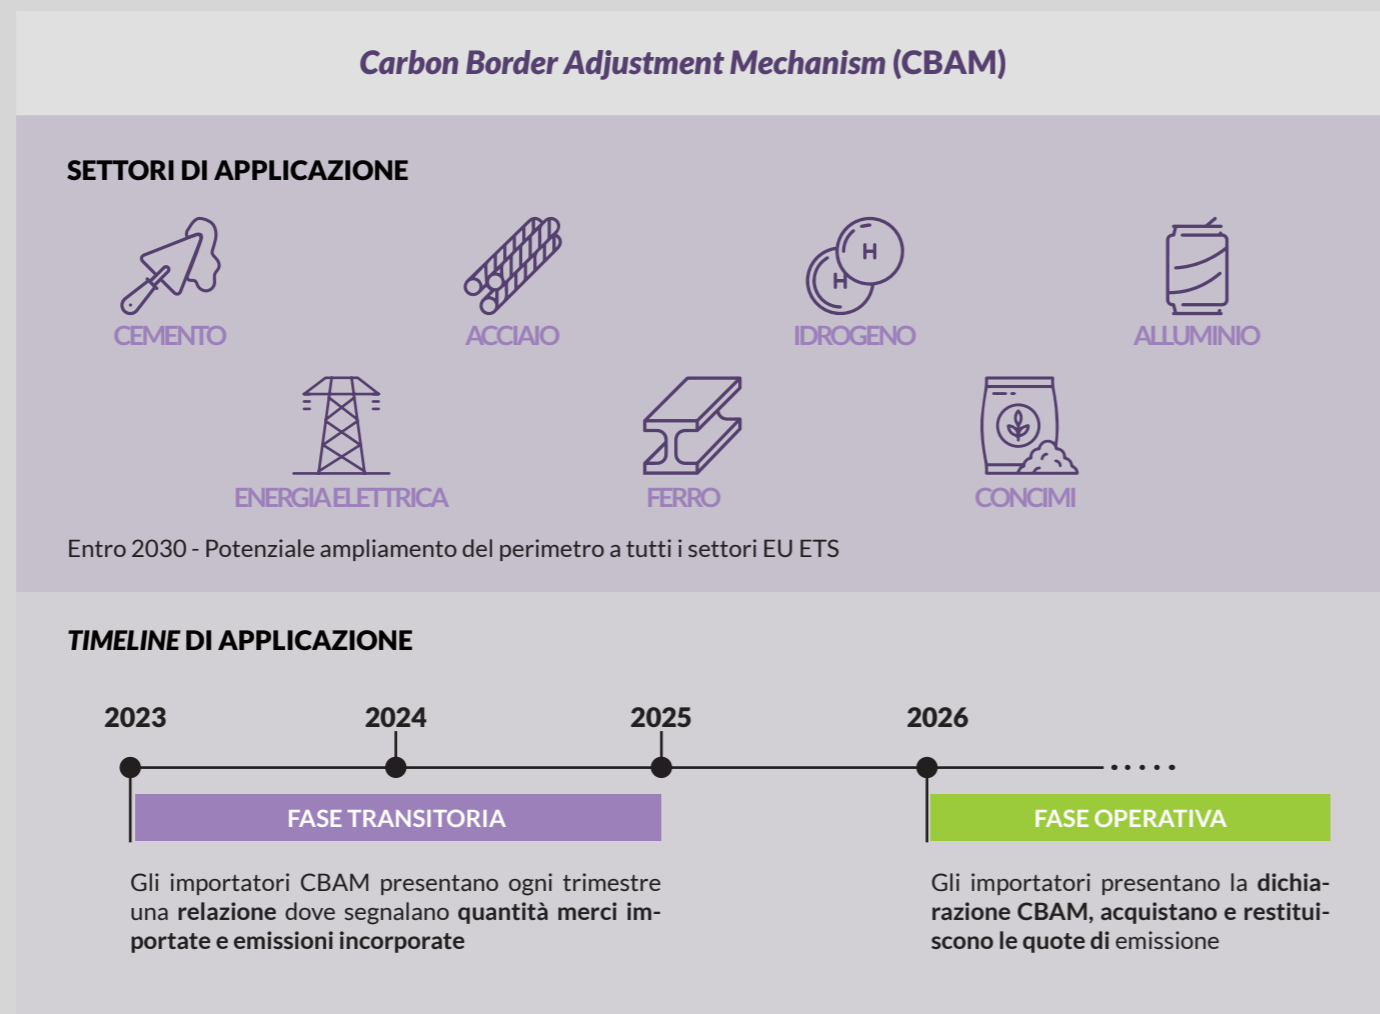 Carbon Border Adjustment Mechanism (CBAM)
SETTORI DI APPLICAZIONE
H
H
CEMENTO
ACCIAIO
IDROGENO
ALLUMINIO
ENERGIA ELETTRICA
FERRO
CONCIMI
Entro 2030 - Potenziale ampliamento del perimetro a tutti i settori EU ETS
TIMELINE DI APPLICAZIONE
2023
2024
2025
2026
FASE TRANSITORIA
FASE OPERATIVA
Gli importatori CBAM presentano ogni trimestre
una relazione dove segnalano quantità merci im-
portate e emissioni incorporate
Gli importatori presentano la dichia-
razione CBAM, acquistano e restitui-
scono le quote di emissione